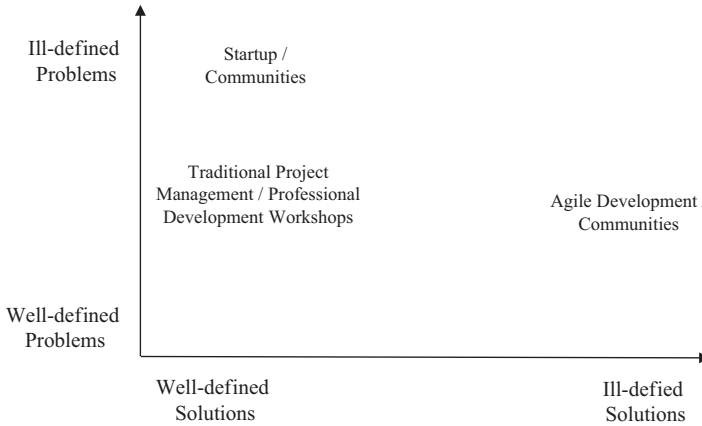 Ill-defined
Problems
Startup /
Communities
Traditional Project
Management / Professional
Development Workshops
Agile Development /
Communities
Well-defined
Problems
Well-defined
Solutions
Ill-defied
Solutions